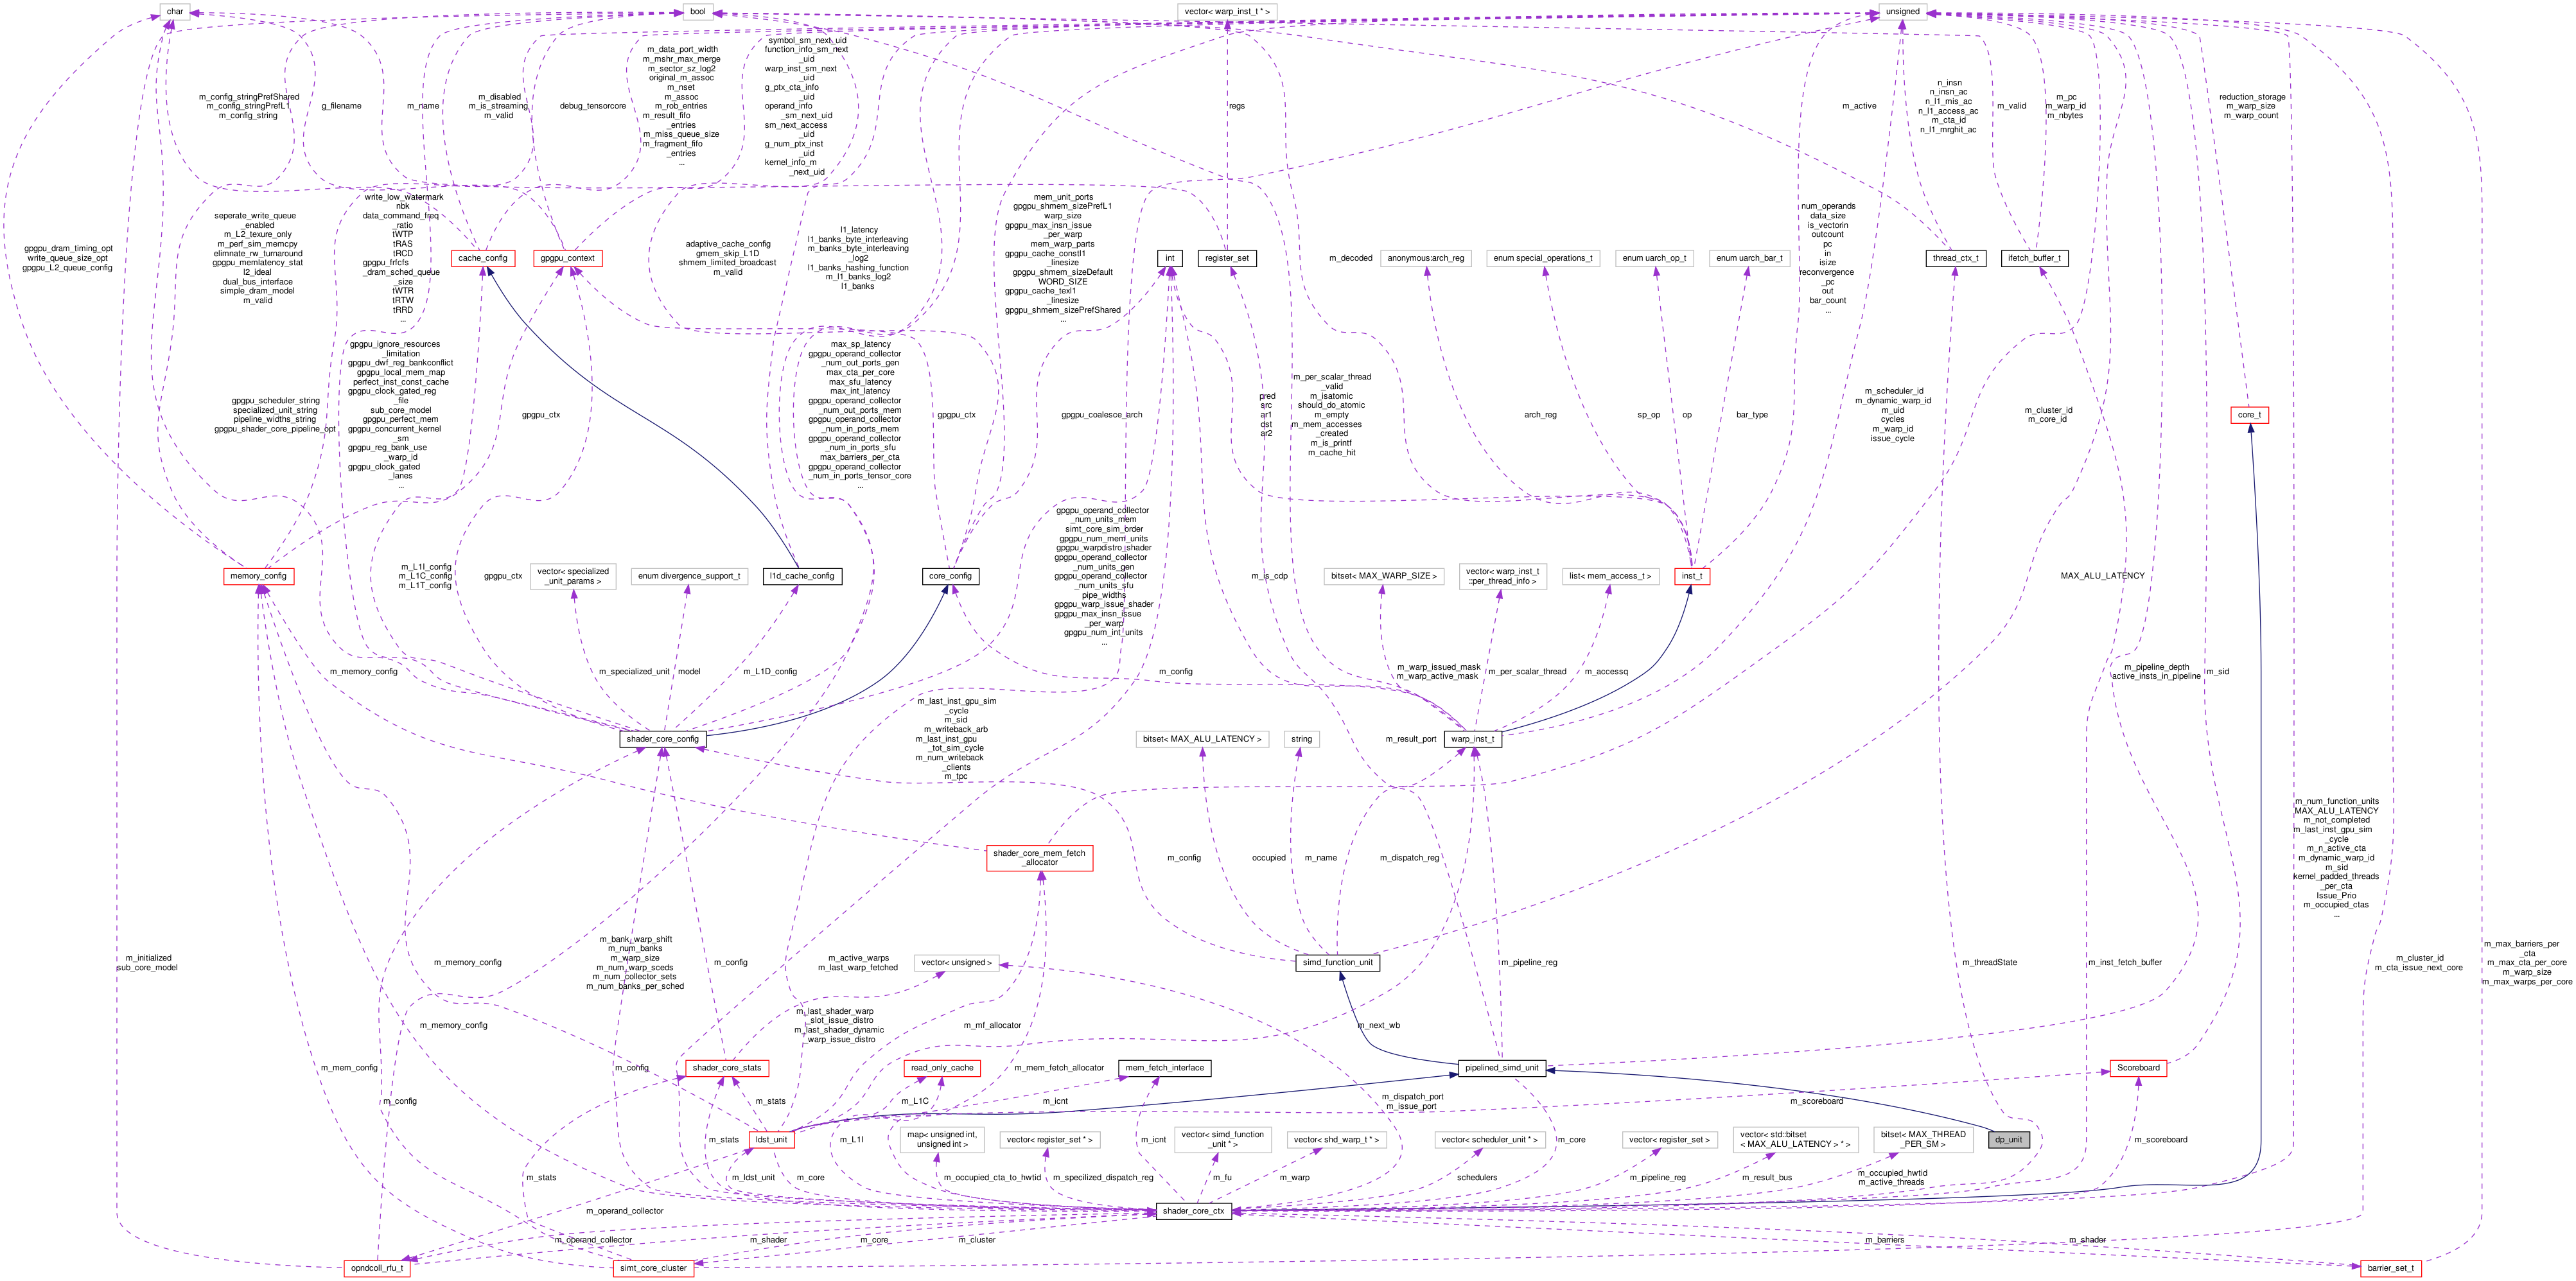 char
bool
vector< warp_inst_t * >
unsigned
m_config_stringPrefShared
m_config_stringPrefL1
m_config_string
g_filename
m_name
m_disabled
m_is_streaming
m_valid
debug_tensorcore
m_data_port_width
m_mshr_max_merge
m_sector_sz_log2
original_m_assoc
m_nset
m_assoc
m_rob_entries
m_result_fifo
_entries
m_miss_queue_size
m_fragment_fifo
_entries
...
symbol_sm_next_uid
function_info_sm_next
_uid
warp_inst_sm_next
_uid
g_ptx_cta_info
_uid
operand_info
_sm_next_uid
sm_next_access
_uid
g_num_ptx_inst
_uid
kernel_info_m
_next_uid
regs
m_active
n_insn
n_insn_ac
n_l1_mis_ac
n_l1_access_ac
m_cta_id
n_l1_mrghit_ac
m_valid
m_pc
m_warp_id
m_nbytes
reduction_storage
m_warp_size
m_warp_count
gpgpu_dram_timing_opt
write_queue_size_opt
gpgpu_L2_queue_config
seperate_write_queue
_enabled
m_L2_texure_only
m_perf_sim_memcpy
elimnate_rw_turnaround
gpgpu_memlatency_stat
l2_ideal
dual_bus_interface
simple_dram_model
m_valid
write_low_watermark
nbk
data_command_freq
_ratio
tWTP
tRAS
tRCD
gpgpu_frfcfs
_dram_sched_queue
_size
tWTR
tRTW
tRRD
...
cache_config
gpgpu_context
adaptive_cache_config
gmem_skip_L1D
shmem_limited_broadcast
m_valid
l1_latency
l1_banks_byte_interleaving
m_banks_byte_interleaving
_log2
l1_banks_hashing_function
m_l1_banks_log2
l1_banks
mem_unit_ports
gpgpu_shmem_sizePrefL1
warp_size
gpgpu_max_insn_issue
_per_warp
mem_warp_parts
gpgpu_cache_constl1
_linesize
gpgpu_shmem_sizeDefault
WORD_SIZE
gpgpu_cache_texl1
_linesize
gpgpu_shmem_sizePrefShared
...
int
register_set
m_decoded
anonymous:arch_reg
enum special_operations_t
enum uarch_op_t
enum uarch_bar_t
num_operands
data_size
is_vectorin
outcount
pc
in
isize
reconvergence
_pc
out
bar_count
...
thread_ctx_t
ifetch_buffer_t
gpgpu_scheduler_string
specialized_unit_string
pipeline_widths_string
gpgpu_shader_core_pipeline_opt
gpgpu_ignore_resources
_limitation
gpgpu_dwf_reg_bankconflict
gpgpu_local_mem_map
perfect_inst_const_cache
gpgpu_clock_gated_reg
_file
sub_core_model
gpgpu_perfect_mem
gpgpu_concurrent_kernel
_sm
gpgpu_reg_bank_use
_warp_id
gpgpu_clock_gated
_lanes
...
gpgpu_ctx
max_sp_latency
gpgpu_operand_collector
_num_out_ports_gen
max_cta_per_core
max_sfu_latency
max_int_latency
gpgpu_operand_collector
_num_out_ports_mem
gpgpu_operand_collector
_num_in_ports_mem
gpgpu_operand_collector
_num_in_ports_sfu
max_barriers_per_cta
gpgpu_operand_collector
_num_in_ports_tensor_core
...
gpgpu_ctx
gpgpu_coalesce_arch
pred
src
ar1
dst
ar2
m_per_scalar_thread
_valid
m_isatomic
should_do_atomic
m_empty
m_mem_accesses
_created
m_is_printf
m_cache_hit
arch_reg
sp_op
op
bar_type
m_scheduler_id
m_dynamic_warp_id
m_uid
cycles
m_warp_id
issue_cycle
m_cluster_id
m_core_id
core_t
memory_config
m_L1I_config
m_L1C_config
m_L1T_config
gpgpu_ctx
vector< specialized
_unit_params >
enum divergence_support_t
l1d_cache_config
core_config
gpgpu_operand_collector
_num_units_mem
simt_core_sim_order
gpgpu_num_mem_units
gpgpu_warpdistro_shader
gpgpu_operand_collector
_num_units_gen
gpgpu_operand_collector
_num_units_sfu
pipe_widths
gpgpu_warp_issue_shader
gpgpu_max_insn_issue
_per_warp
gpgpu_num_int_units
...
m_is_cdp
bitset< MAX_WARP_SIZE >
vector< warp_inst_t
::per_thread_info >
list< mem_access_t >
inst_t
MAX_ALU_LATENCY
m_memory_config
m_specialized_unit
model
m_L1D_config
m_config
m_warp_issued_mask
m_warp_active_mask
m_per_scalar_thread
m_accessq
m_pipeline_depth
active_insts_in_pipeline
m_sid
shader_core_config
m_last_inst_gpu_sim
_cycle
m_sid
m_writeback_arb
m_last_inst_gpu
_tot_sim_cycle
m_num_writeback
_clients
m_tpc
bitset< MAX_ALU_LATENCY >
string
m_result_port
warp_inst_t
shader_core_mem_fetch
_allocator
m_config
occupied
m_name
m_dispatch_reg
m_num_function_units
MAX_ALU_LATENCY
m_not_completed
m_last_inst_gpu_sim
_cycle
m_n_active_cta
m_dynamic_warp_id
m_sid
kernel_padded_threads
_per_cta
Issue_Prio
m_occupied_ctas
...
m_initialized
sub_core_model
m_memory_config
m_bank_warp_shift
m_num_banks
m_warp_size
m_num_warp_sceds
m_num_collector_sets
m_num_banks_per_sched
m_config
m_active_warps
m_last_warp_fetched
vector< unsigned >
simd_function_unit
m_pipeline_reg
m_threadState
m_inst_fetch_buffer
m_cluster_id
m_cta_issue_next_core
m_max_barriers_per
_cta
m_max_cta_per_core
m_warp_size
m_max_warps_per_core
m_memory_config
m_last_shader_warp
_slot_issue_distro
m_last_shader_dynamic
_warp_issue_distro
m_mf_allocator
m_next_wb
m_mem_config
m_config
m_config
shader_core_stats
read_only_cache
m_mem_fetch_allocator
mem_fetch_interface
pipelined_simd_unit
Scoreboard
m_stats
m_L1C
m_icnt
m_dispatch_port
m_issue_port
m_scoreboard
m_stats
ldst_unit
m_L1I
map< unsigned int,
unsigned int >
vector< register_set * >
m_icnt
vector< simd_function
_unit * >
vector< shd_warp_t * >
vector< scheduler_unit * >
m_core
vector< register_set >
vector< std::bitset
< MAX_ALU_LATENCY > * >
bitset< MAX_THREAD
_PER_SM >
dp_unit
m_scoreboard
m_stats
m_ldst_unit
m_core
m_occupied_cta_to_hwtid
m_specilized_dispatch_reg
m_fu
m_warp
schedulers
m_pipeline_reg
m_result_bus
m_occupied_hwtid
m_active_threads
m_operand_collector
shader_core_ctx
m_operand_collector
m_shader
m_core
m_cluster
m_barriers
m_shader
opndcoll_rfu_t
simt_core_cluster
barrier_set_t